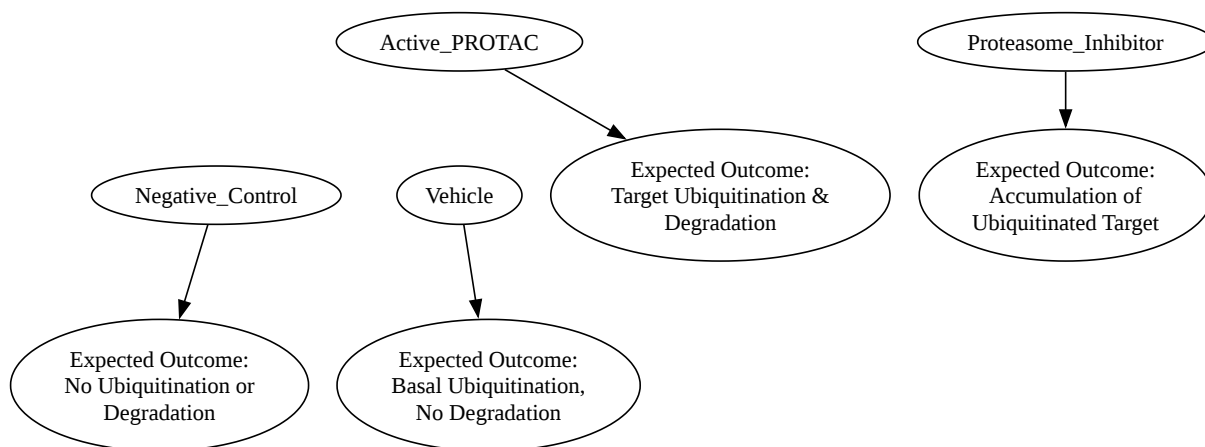 Active_PROTAC
Proteasome_Inhibitor
Expected Outcome:
Target Ubiquitination &
Degradation
Expected Outcome:
Accumulation of
Ubiquitinated Target
Negative_Control
Vehicle
Expected Outcome:
No Ubiquitination or
Degradation
Expected Outcome:
Basal Ubiquitination,
No Degradation